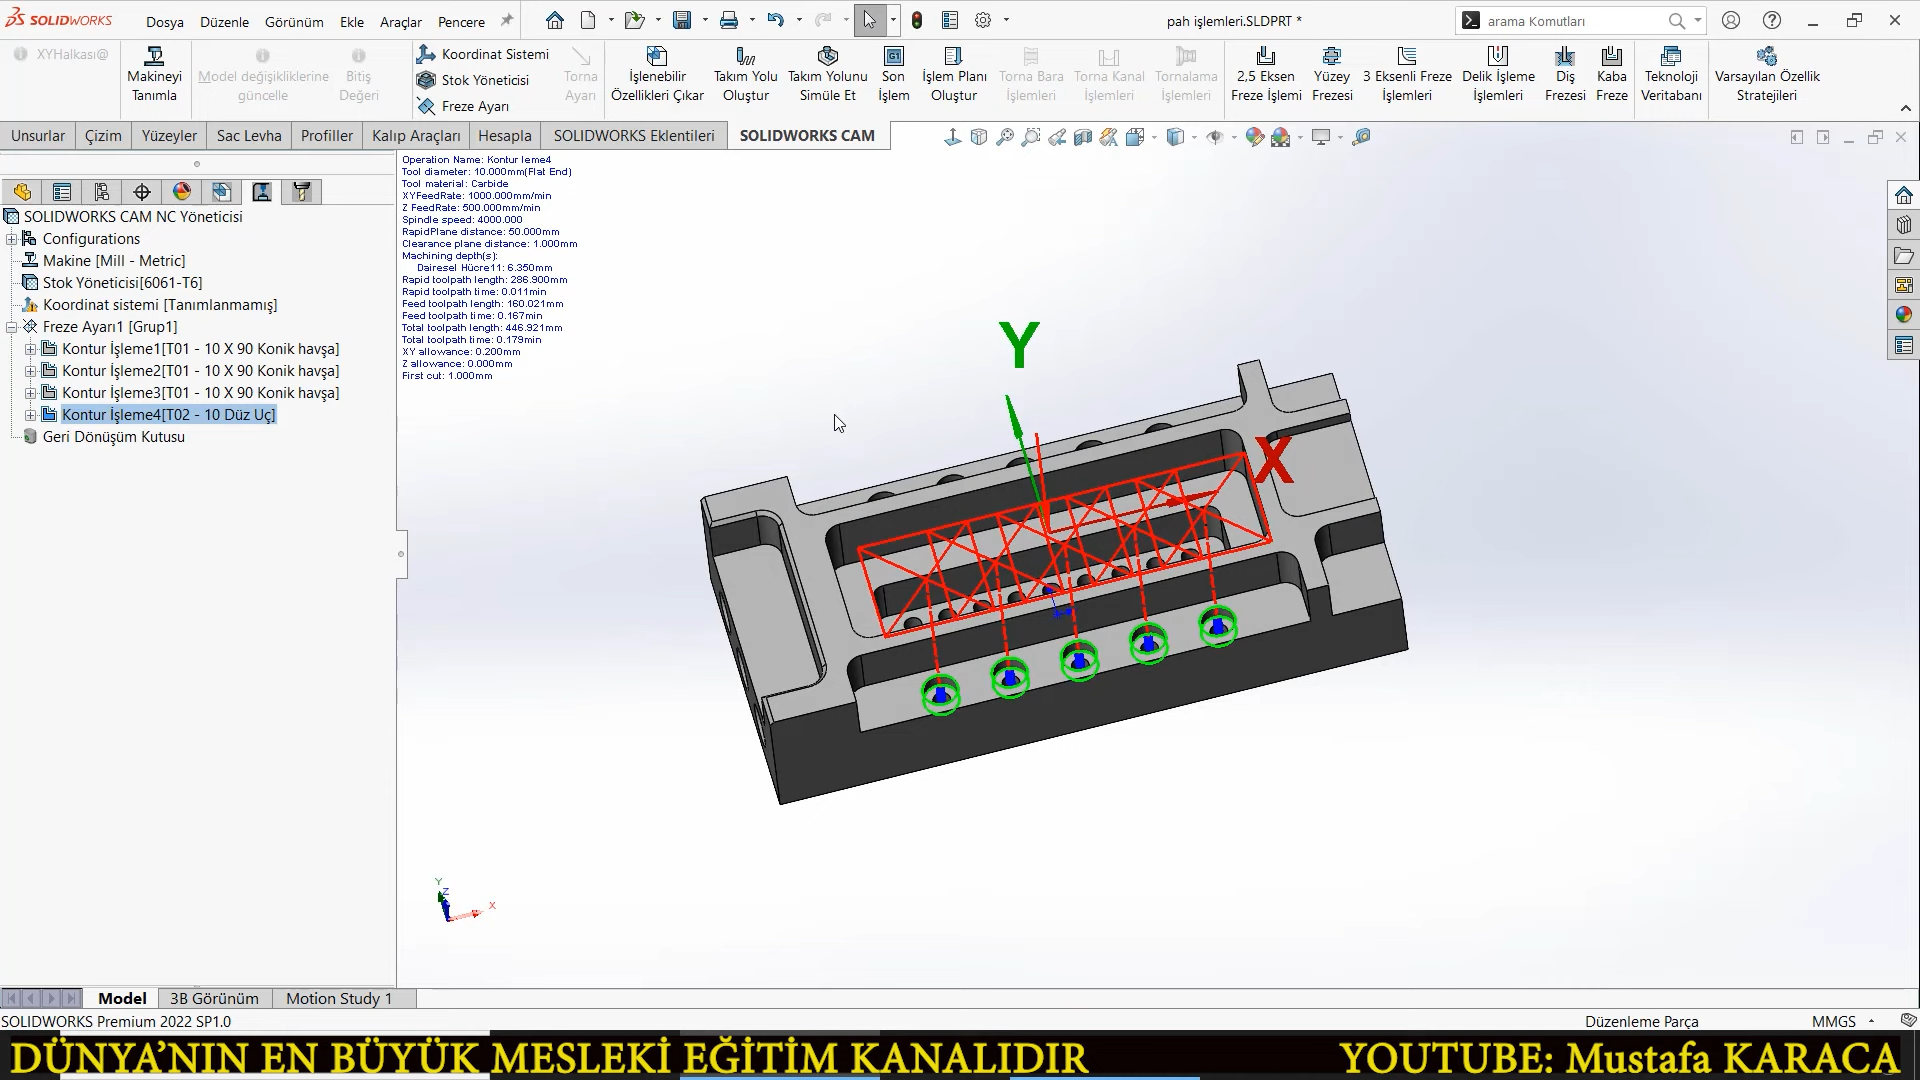 SOLIDWORKS
Dosya Düzenle Görünüm Ekle Araçlar Pencere
pah işlemleri.SLDPRT *
arama Komutları
XYHalkası@
Makineyi Tanımla
Model değişikliklerine güncelle
Bitiş Değeri
Koordinat Sistemi
Stok Yöneticisi
Freze Ayarı
Torna Ayarı
İşlenebilir Özellikleri Çıkar
Takım Yolu Oluştur
Takım Yolunu Simüle Et
Son İşlem
İşlem Planı Oluştur
Torna Bara İşlemleri
Torna Kanal İşlemleri
Tornalama İşlemleri
2,5 Eksen Freze İşlemi
Yüzey Frezesi
3 Eksenli Freze İşlemleri
Delik İşleme İşlemleri
Diş Frezesi
Kaba Freze
Teknoloji Veritabanı
Varsayılan Özellik Stratejileri
Unsurlar Çizim Yüzeyler Sac Levha Profiller Kalıp Araçları Hesapla SOLIDWORKS Eklentileri SOLIDWORKS CAM
SOLIDWORKS CAM NC Yöneticisi
Configurations
Makine [Mill - Metric]
Stok Yöneticisi[6061-T6]
Koordinat sistemi [Tanımlanmamış]
Freze Ayarı1 [Grup1]
Kontur İşleme1[T01 - 10 X 90 Konik havşa]
Kontur İşleme2[T01 - 10 X 90 Konik havşa]
Kontur İşleme3[T01 - 10 X 90 Konik havşa]
Kontur İşleme4[T02 - 10 Düz Uç]
Geri Dönüşüm Kutusu
Operation Name: Kontur leme4
Tool diameter: 10.000mm(Flat End)
Tool material: Carbide
XYFeedRate: 1000.000mm/min
Z FeedRate: 500.000mm/min
Spindle speed: 4000.000
RapidPlane distance: 50.000mm
Clearance plane distance: 1.000mm
Machining depth(s):
Dairesel Hücre11: 6.350mm
Rapid toolpath length: 286.900mm
Rapid toolpath time: 0.011min
Feed toolpath length: 160.021mm
Feed toolpath time: 0.167min
Total toolpath length: 446.921mm
Total toolpath time: 0.179min
XY allowance: 0.200mm
Z allowance: 0.000mm
First cut: 1.000mm
Y
X
Y
Z
X
Model 3B Görünüm Motion Study 1
SOLIDWORKS Premium 2022 SP1.0
Düzenleme Parça
MMGS
DÜNYA’NIN EN BÜYÜK MESLEKİ EĞİTİM KANALIDIR
YOUTUBE: Mustafa KARACA